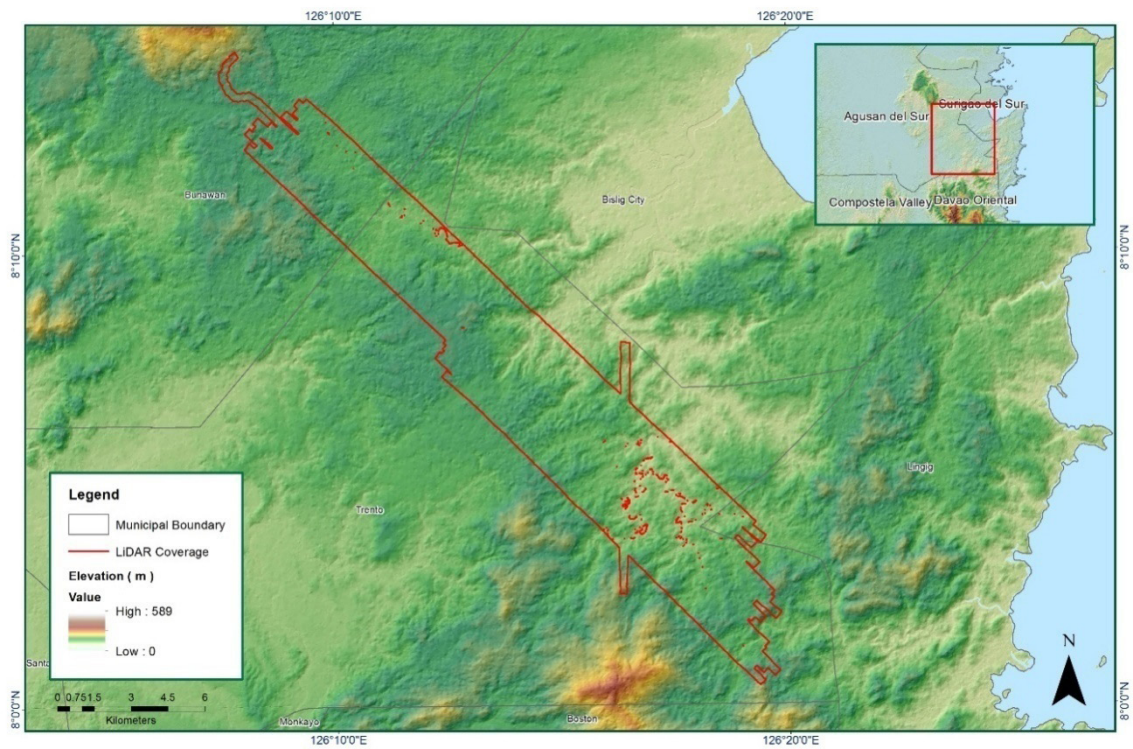 126°10'0"E
126°20'0"E
Surigao del Sur
Agusan del Sur
Compostela Valley
Davao Oriental
Bunawan
Bislig City
8°10'0"N
8°10'0"N
Lingig
Trento
Legend
Municipal Boundary
LiDAR Coverage
Elevation ( m )
Value
High : 589
Low : 0
Santa
0 0.75 1.5 3 4.5 6
Kilometers
N
8°0'0"N
8°0'0"N
Monkayo
Boston
126°10'0"E
126°20'0"E